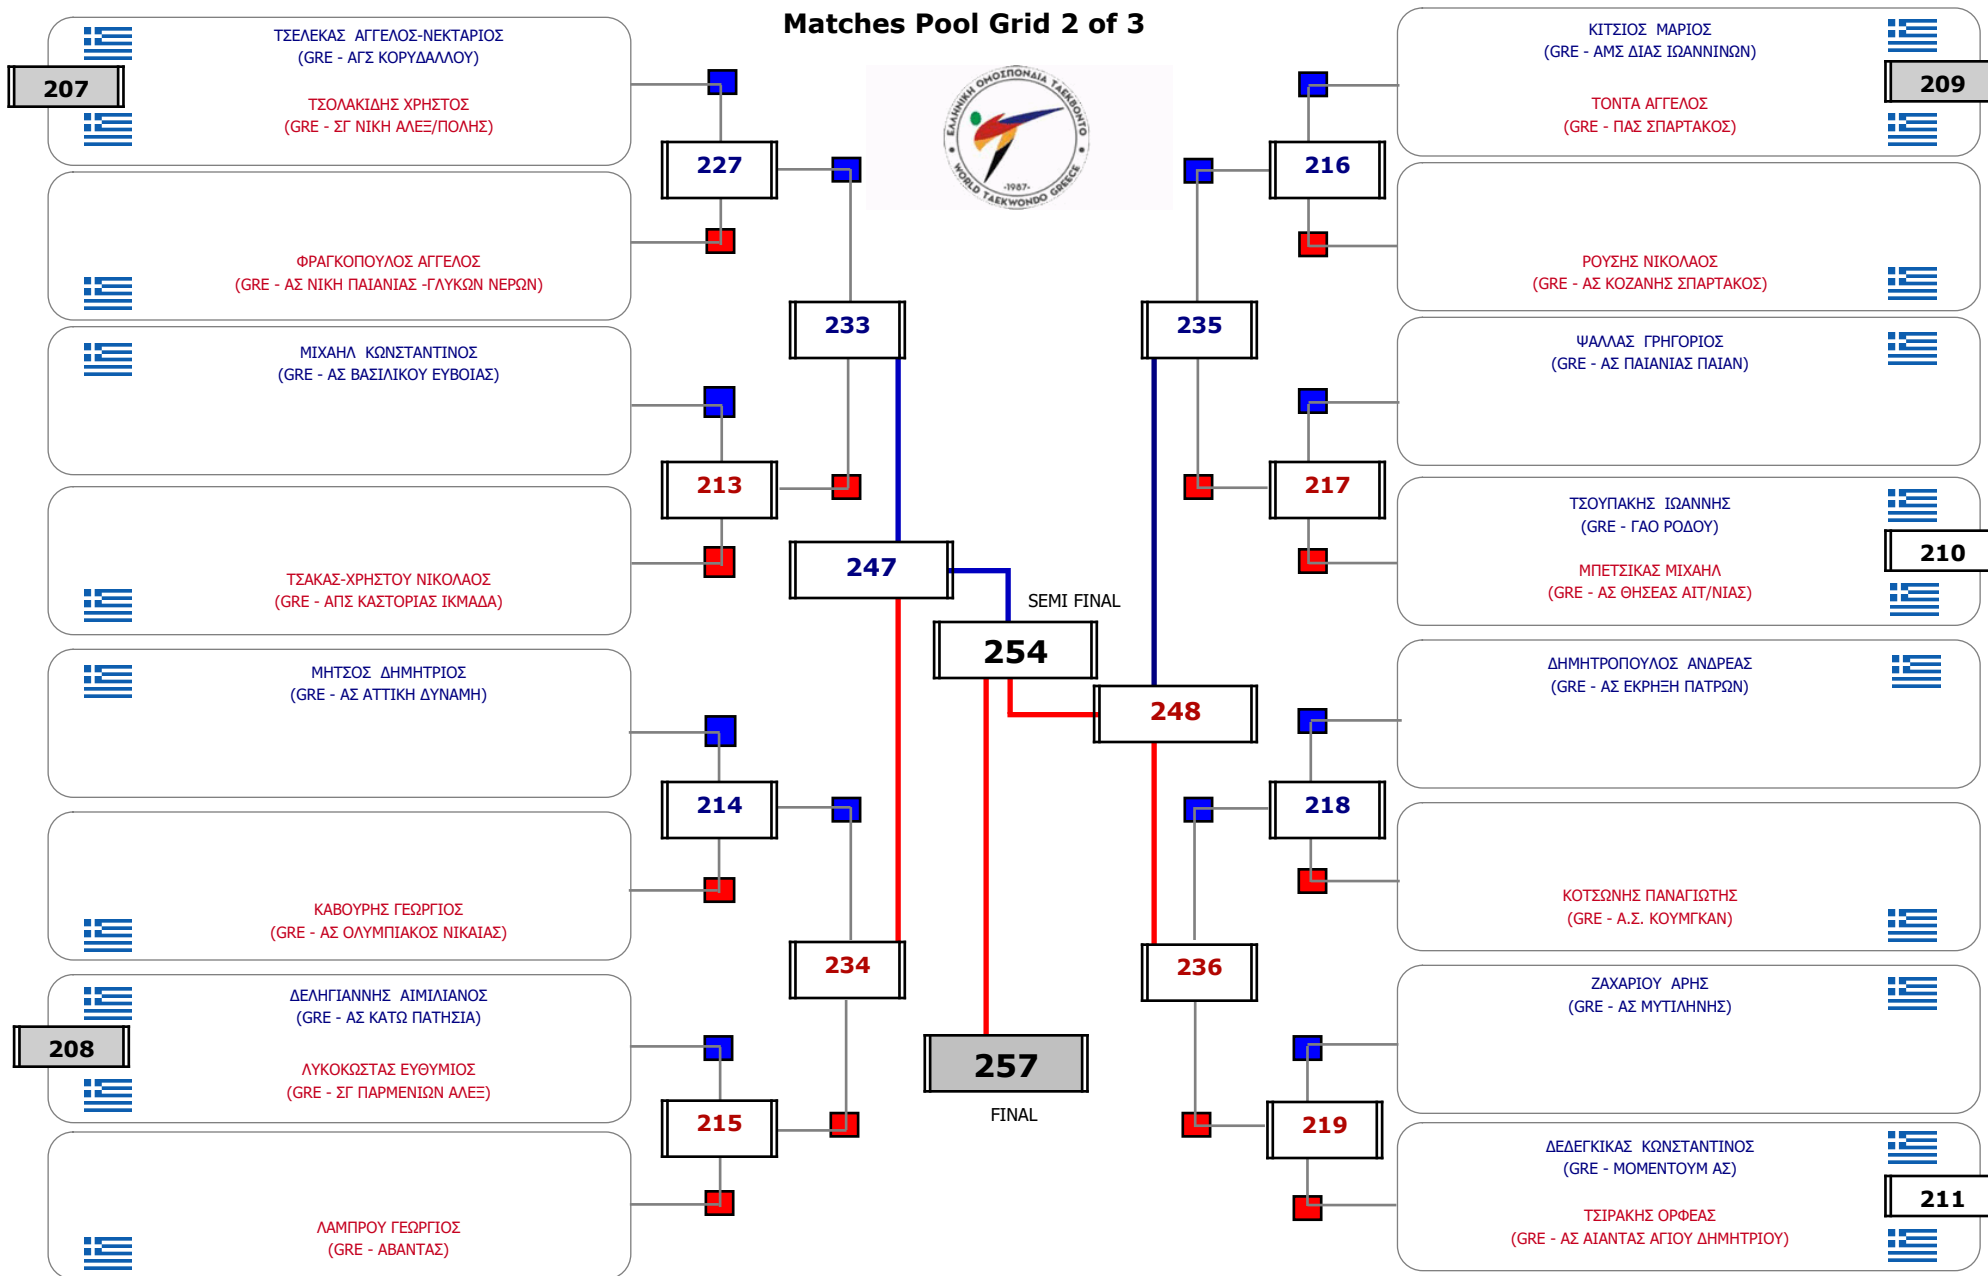 Matches Pool Grid 2 of 3
ΤΣΕΛΕΚΑΣ ΑΓΓΕΛΟΣ-ΝΕΚΤΑΡΙΟΣ
(GRE - ΑΓΣ ΚΟΡΥΔΑΛΛΟΥ)
207
ΤΣΟΛΑΚΙΔΗΣ ΧΡΗΣΤΟΣ
(GRE - ΣΓ ΝΙΚΗ ΑΛΕΞ/ΠΟΛΗΣ)
227
ΦΡΑΓΚΟΠΟΥΛΟΣ ΑΓΓΕΛΟΣ
(GRE - ΑΣ ΝΙΚΗ ΠΑΙΑΝΙΑΣ -ΓΛΥΚΩΝ ΝΕΡΩΝ)
233
ΜΙΧΑΗΛ ΚΩΝΣΤΑΝΤΙΝΟΣ
(GRE - ΑΣ ΒΑΣΙΛΙΚΟΥ ΕΥΒΟΙΑΣ)
213
ΤΣΑΚΑΣ-ΧΡΗΣΤΟΥ ΝΙΚΟΛΑΟΣ
(GRE - ΑΠΣ ΚΑΣΤΟΡΙΑΣ ΙΚΜΑΔΑ)
247
ΜΗΤΣΟΣ ΔΗΜΗΤΡΙΟΣ
(GRE - ΑΣ ΑΤΤΙΚΗ ΔΥΝΑΜΗ)
214
ΚΑΒΟΥΡΗΣ ΓΕΩΡΓΙΟΣ
(GRE - ΑΣ ΟΛΥΜΠΙΑΚΟΣ ΝΙΚΑΙΑΣ)
234
ΔΕΛΗΓΙΑΝΝΗΣ ΑΙΜΙΛΙΑΝΟΣ
(GRE - ΑΣ ΚΑΤΩ ΠΑΤΗΣΙΑ)
208
ΛΥΚΟΚΩΣΤΑΣ ΕΥΘΥΜΙΟΣ
(GRE - ΣΓ ΠΑΡΜΕΝΙΩΝ ΑΛΕΞ)
215
ΛΑΜΠΡΟΥ ΓΕΩΡΓΙΟΣ
(GRE - ΑΒΑΝΤΑΣ)
ΕΛΛΗΝΙΚΗ ΟΜΟΣΠΟΝΔΙΑ ΤΑΕΚΒΟΝΤΟ
-1987-
WORLD TAEKWONDO GREECE
SEMI FINAL
254
248
257
FINAL
ΚΙΤΣΙΟΣ ΜΑΡΙΟΣ
(GRE - ΑΜΣ ΔΙΑΣ ΙΩΑΝΝΙΝΩΝ)
209
ΤΟΝΤΑ ΑΓΓΕΛΟΣ
(GRE - ΠΑΣ ΣΠΑΡΤΑΚΟΣ)
216
ΡΟΥΣΗΣ ΝΙΚΟΛΑΟΣ
(GRE - ΑΣ ΚΟΖΑΝΗΣ ΣΠΑΡΤΑΚΟΣ)
235
ΨΑΛΛΑΣ ΓΡΗΓΟΡΙΟΣ
(GRE - ΑΣ ΠΑΙΑΝΙΑΣ ΠΑΙΑΝ)
217
ΤΣΟΥΠΑΚΗΣ ΙΩΑΝΝΗΣ
(GRE - ΓΑΟ ΡΟΔΟΥ)
210
ΜΠΕΤΣΙΚΑΣ ΜΙΧΑΗΛ
(GRE - ΑΣ ΘΗΣΕΑΣ ΑΙΤ/ΝΙΑΣ)
ΔΗΜΗΤΡΟΠΟΥΛΟΣ ΑΝΔΡΕΑΣ
(GRE - ΑΣ ΕΚΡΗΞΗ ΠΑΤΡΩΝ)
218
ΚΟΤΣΩΝΗΣ ΠΑΝΑΓΙΩΤΗΣ
(GRE - Α.Σ. ΚΟΥΜΓΚΑΝ)
236
ΖΑΧΑΡΙΟΥ ΑΡΗΣ
(GRE - ΑΣ ΜΥΤΙΛΗΝΗΣ)
219
ΔΕΔΕΓΚΙΚΑΣ ΚΩΝΣΤΑΝΤΙΝΟΣ
(GRE - ΜΟΜΕΝΤΟΥΜ ΑΣ)
211
ΤΣΙΡΑΚΗΣ ΟΡΦΕΑΣ
(GRE - ΑΣ ΑΙΑΝΤΑΣ ΑΓΙΟΥ ΔΗΜΗΤΡΙΟΥ)